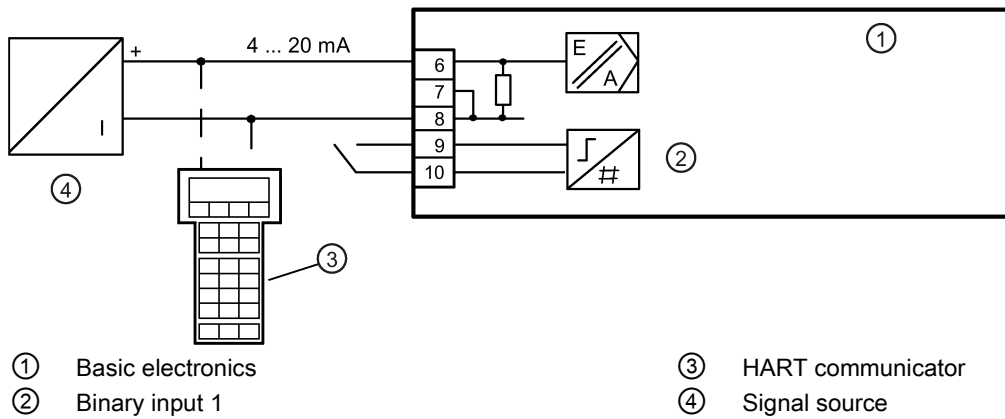 ①
+
4 ... 20 mA
I
6
7
8
9
10
E
A
②
④
③
① Basic electronics
② Binary input 1
③ HART communicator
④ Signal source